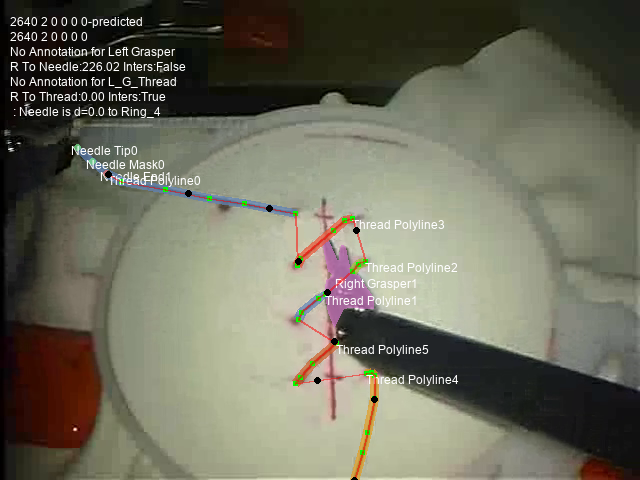 2640 2 0 0 0 0-predicted
2640 2 0 0 0 0
No Annotation for Left Grasper
R To Needle:226.02 Inters:False
No Annotation for L_G_Thread
R To Thread:0.00 Inters:True
: Needle is d=0.0 to Ring_4
Needle Tip0
Needle Mask0
Needle End1
Thread Polyline0
Thread Polyline3
Thread Polyline2
Right Grasper1
Thread Polyline1
Thread Polyline5
Thread Polyline4